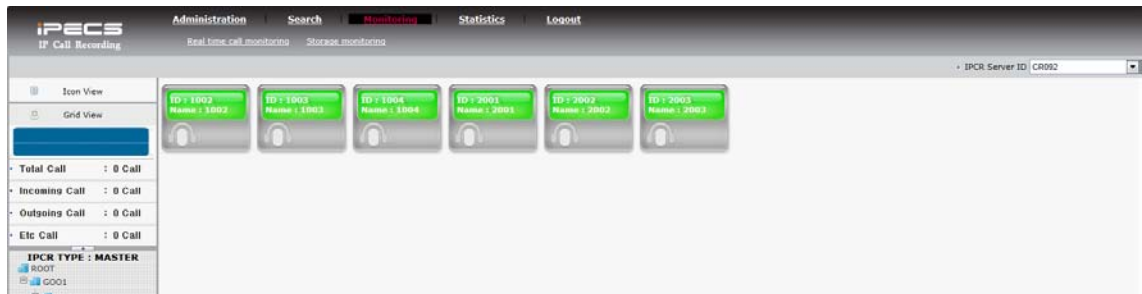 iPECS
IP Call Recording
Administration Search Monitoring Statistics Logout
Real time call monitoring Storage monitoring
IPCR Server ID CR092
Icon View
Grid View
Total Call : 0 Call
Incoming Call : 0 Call
Outgoing Call : 0 Call
Etc Call : 0 Call
IPCR TYPE : MASTER
ROOT
G001
ID : 1002
Name : 1002
ID : 1003
Name : 1003
ID : 1004
Name : 1004
ID : 2001
Name : 2001
ID : 2002
Name : 2002
ID : 2003
Name : 2003